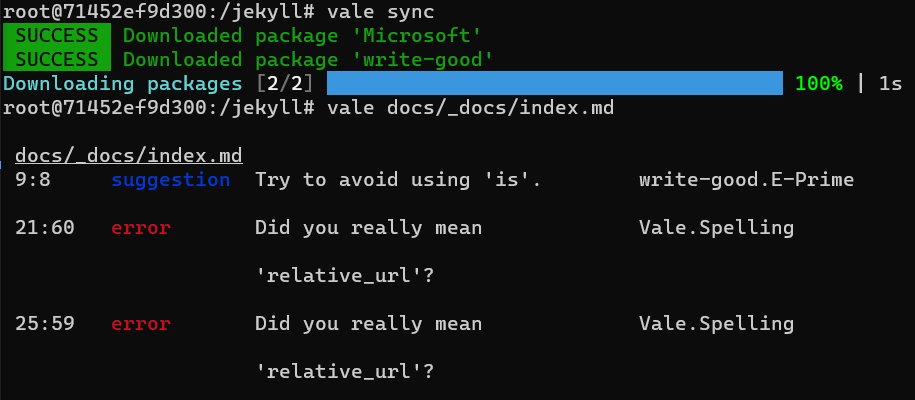 root@71452ef9d300:/jekyll# vale sync
SUCCESS Downloaded package 'Microsoft'
SUCCESS Downloaded package 'write-good'
Downloading packages [2/2] 100% | 1s
root@71452ef9d300:/jekyll# vale docs/_docs/index.md
docs/_docs/index.md
9:8 suggestion Try to avoid using 'is'. write-good.E-Prime
21:60 error Did you really mean Vale.Spelling
'relative_url'?
25:59 error Did you really mean Vale.Spelling
'relative_url'?